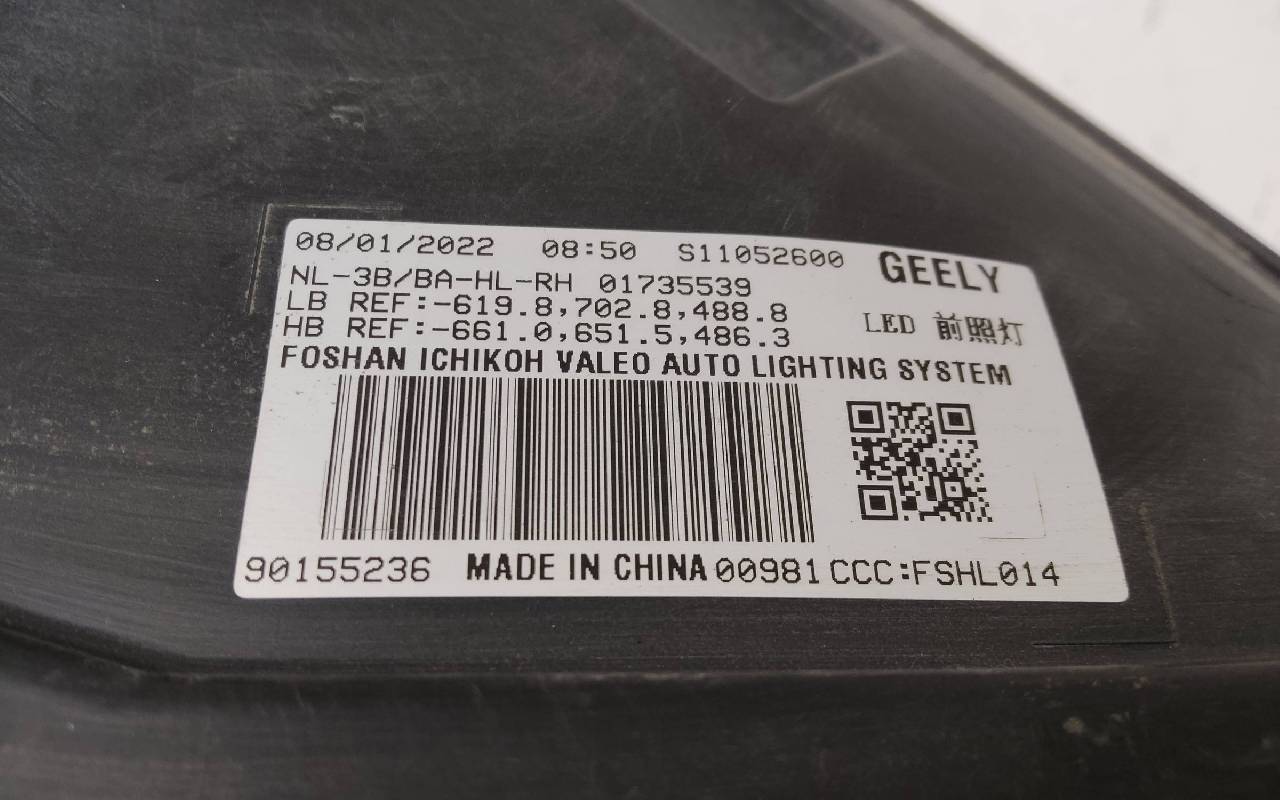 08/01/2022 08:50 S11052600 GEELY
NL-3B/BA-HL-RH 01735539
LB REF:-619.8,702.8,488.8 LED 前照灯
HB REF:-661.0,651.5,486.3
FOSHAN ICHIKOH VALEO AUTO LIGHTING SYSTEM
90155236 MADE IN CHINA 00981 CCC:FSHL014